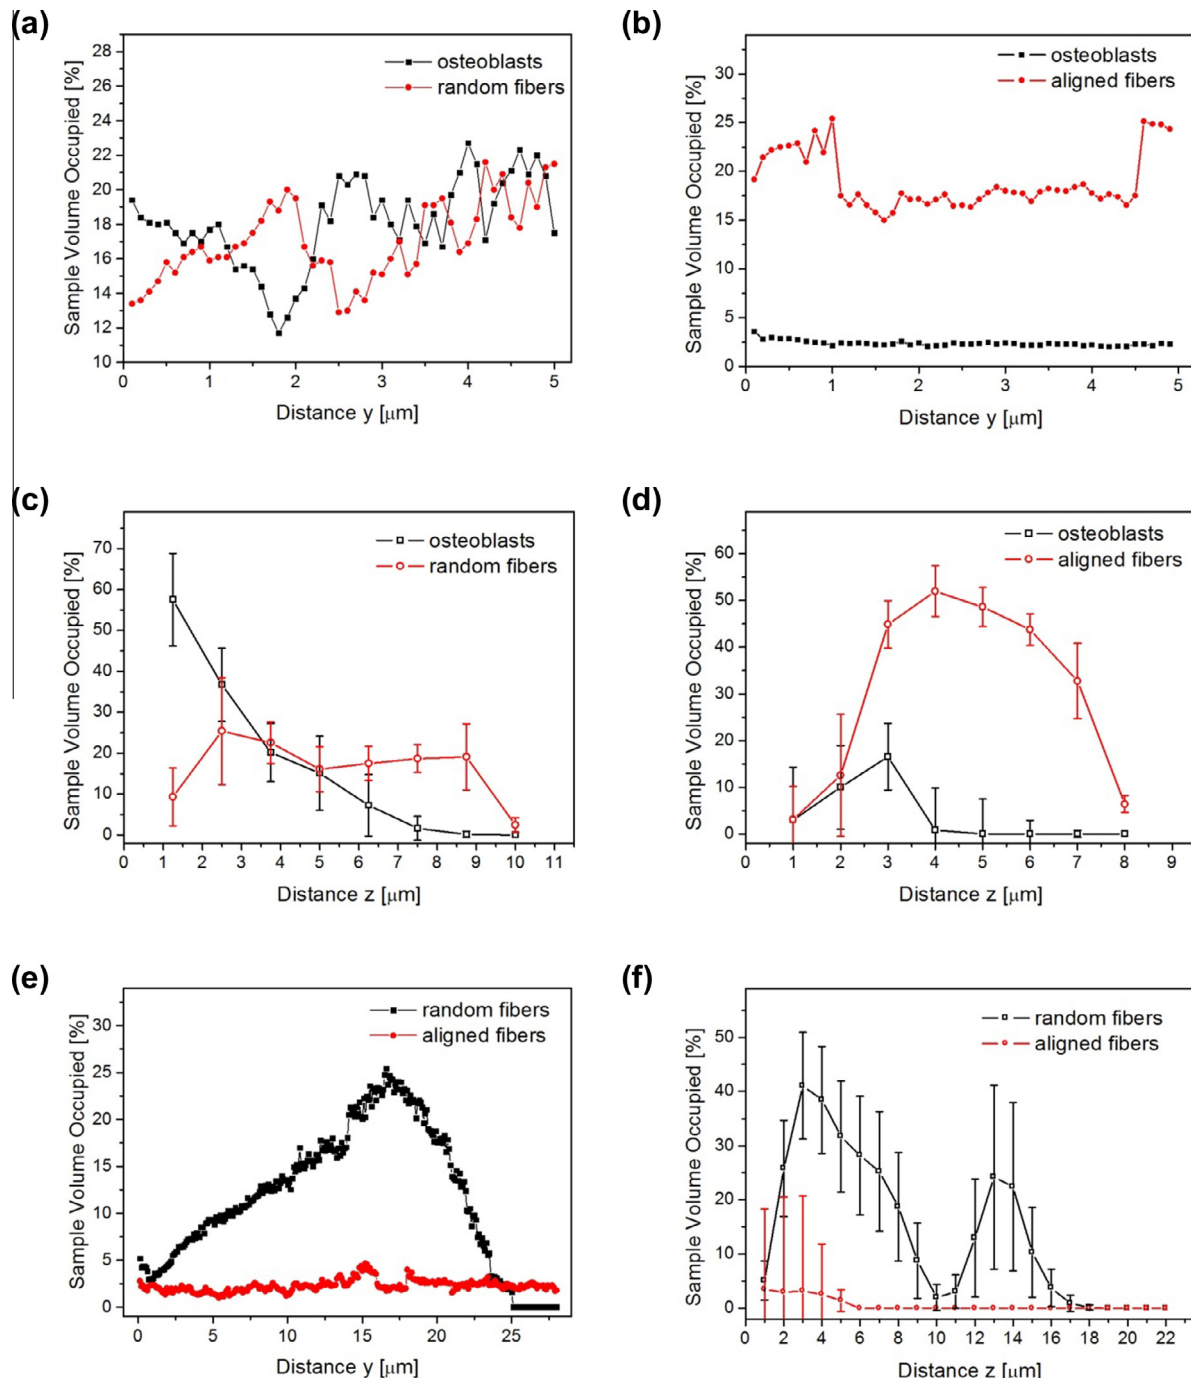 (a)
28
26
24
22
20
18
16
14
12
10
Sample Volume Occupied [%]
osteoblasts
random fibers
0 1 2 3 4 5
Distance y [μm]
(b)
30
25
20
15
10
5
0
Sample Volume Occupied [%]
osteoblasts
aligned fibers
0 1 2 3 4 5
Distance y [μm]
(c)
70
60
50
40
30
20
10
0
Sample Volume Occupied [%]
osteoblasts
random fibers
0 1 2 3 4 5 6 7 8 9 10 11
Distance z [μm]
(d)
60
50
40
30
20
10
0
Sample Volume Occupied [%]
osteoblasts
aligned fibers
0 1 2 3 4 5 6 7 8 9
Distance z [μm]
(e)
30
25
20
15
10
5
0
Sample Volume Occupied [%]
random fibers
aligned fibers
0 5 10 15 20 25
Distance y [μm]
(f)
50
40
30
20
10
0
Sample Volume Occupied [%]
random fibers
aligned fibers
0 2 4 6 8 10 12 14 16 18 20 22
Distance z [μm]